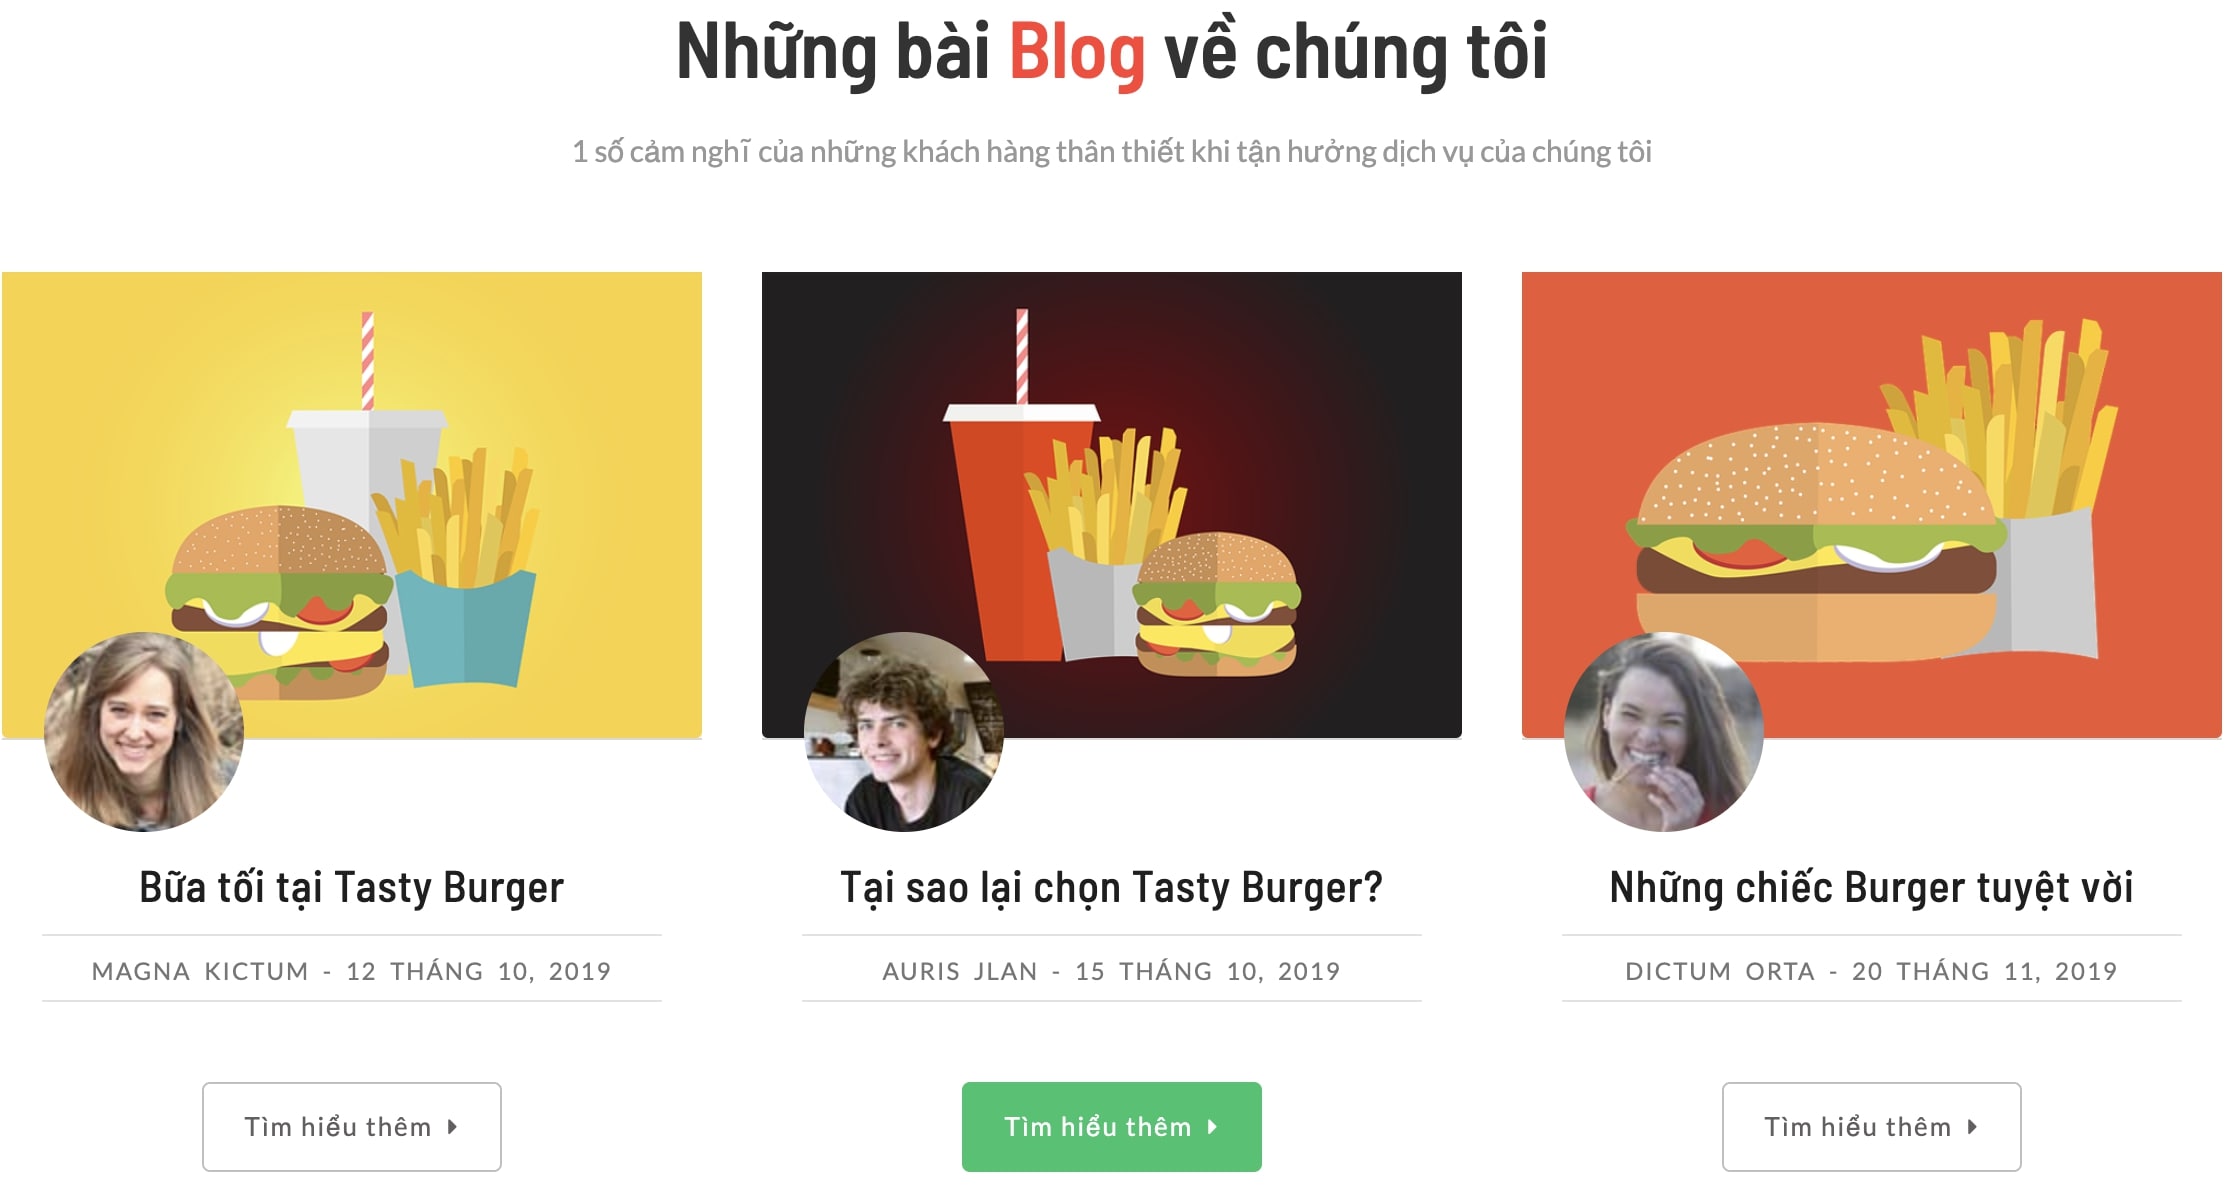 Những bài Blog về chúng tôi
1 số cảm nghĩ của những khách hàng thân thiết khi tận hưởng dịch vụ của chúng tôi
Bữa tối tại Tasty Burger
MAGNA KICTUM - 12 THÁNG 10, 2019
Tìm hiểu thêm
Tại sao lại chọn Tasty Burger?
AURIS JLAN - 15 THÁNG 10, 2019
Tìm hiểu thêm
Những chiếc Burger tuyệt vời
DICTUM ORTA - 20 THÁNG 11, 2019
Tìm hiểu thêm